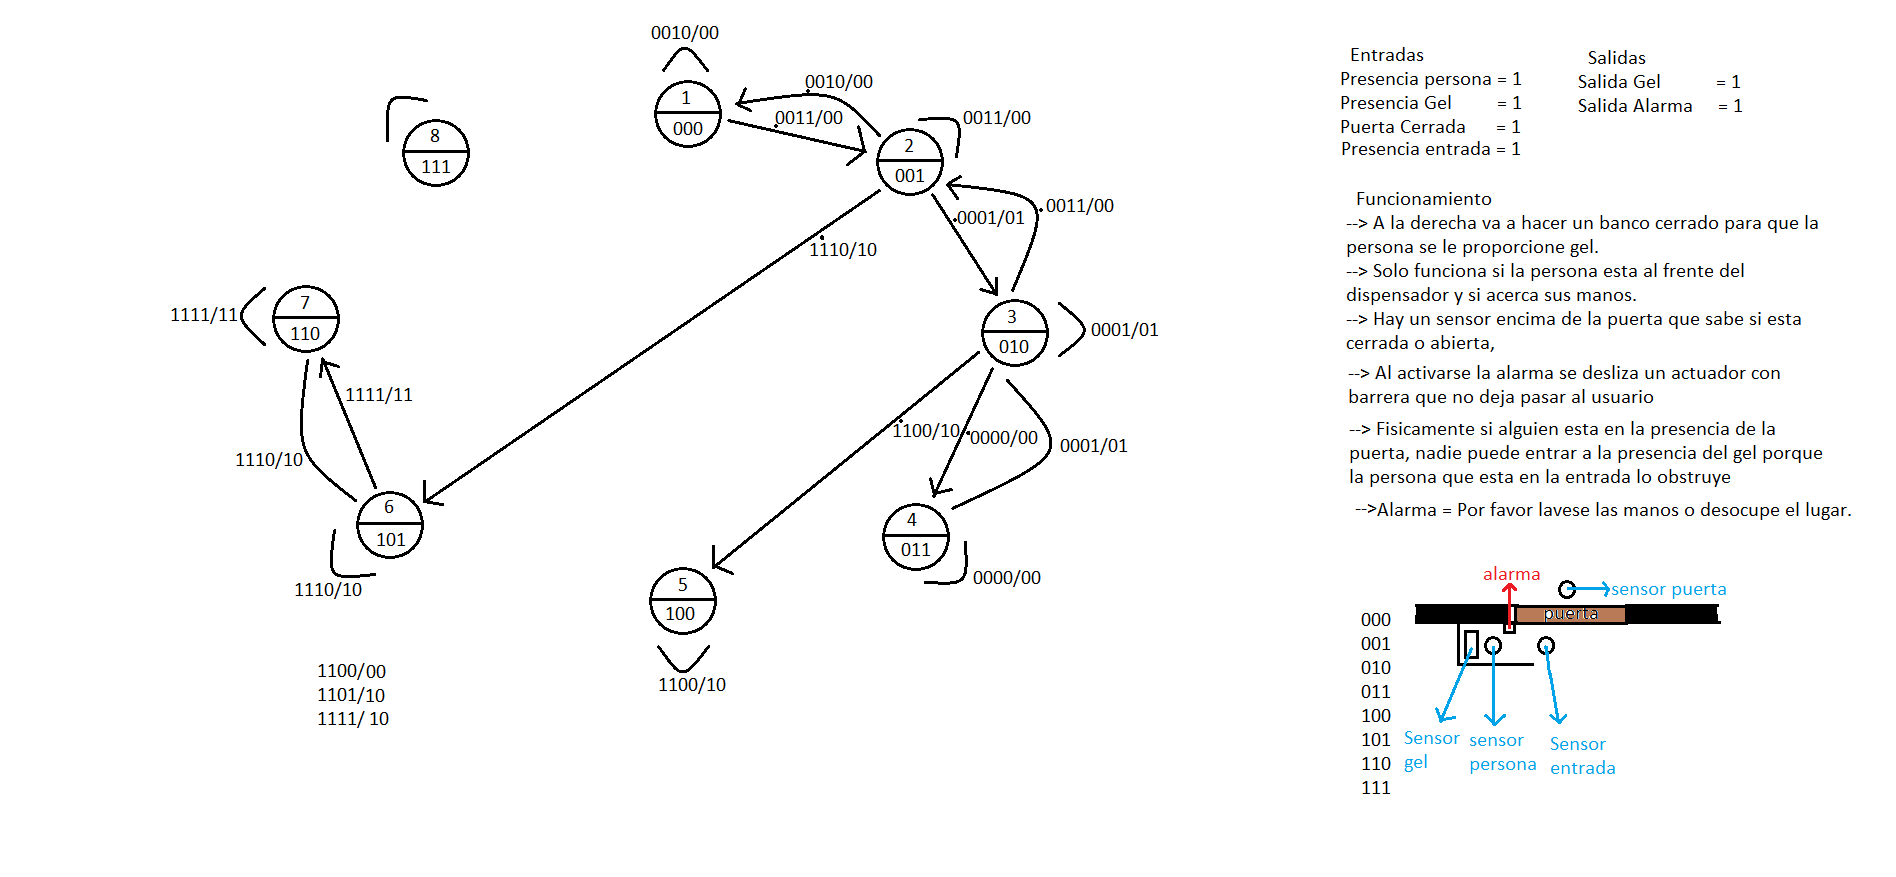 0010/00
1
000
.0010/00
.0011/00
2
001
0011/00
8
111
.0001/01
.0011/00
1110/10
7
110
1111/11
3
010
0001/01
1111/11
1110/10
1100/10
.0000/00
0001/01
6
101
1110/10
4
011
0000/00
5
100
1100/10
1100/00
1101/10
1111/ 10
Entradas
Presencia persona = 1
Presencia Gel = 1
Puerta Cerrada = 1
Presencia entrada = 1
Salidas
Salida Gel = 1
Salida Alarma = 1
Funcionamiento
--> A la derecha va a hacer un banco cerrado para que la
persona se le proporcione gel.
--> Solo funciona si la persona esta al frente del
dispensador y si acerca sus manos.
--> Hay un sensor encima de la puerta que sabe si esta
cerrada o abierta,
--> Al activarse la alarma se desliza un actuador con
barrera que no deja pasar al usuario
--> Fisicamente si alguien esta en la presencia de la
puerta, nadie puede entrar a la presencia del gel porque
la persona que esta en la entrada lo obstruye
-->Alarma = Por favor lavese las manos o desocupe el lugar.
alarma
sensor puerta
puerta
000
001
010
011
100
101
110
111
Sensor
gel
sensor
persona
Sensor
entrada